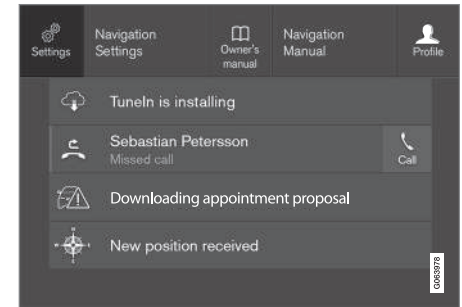 Settings
Navigation
Settings
Owner's
manual
Navigation
Manual
Profile
TuneIn is installing
Sebastian Petersson
Missed call
Call
Downloading appointment proposal
New position received
G063978